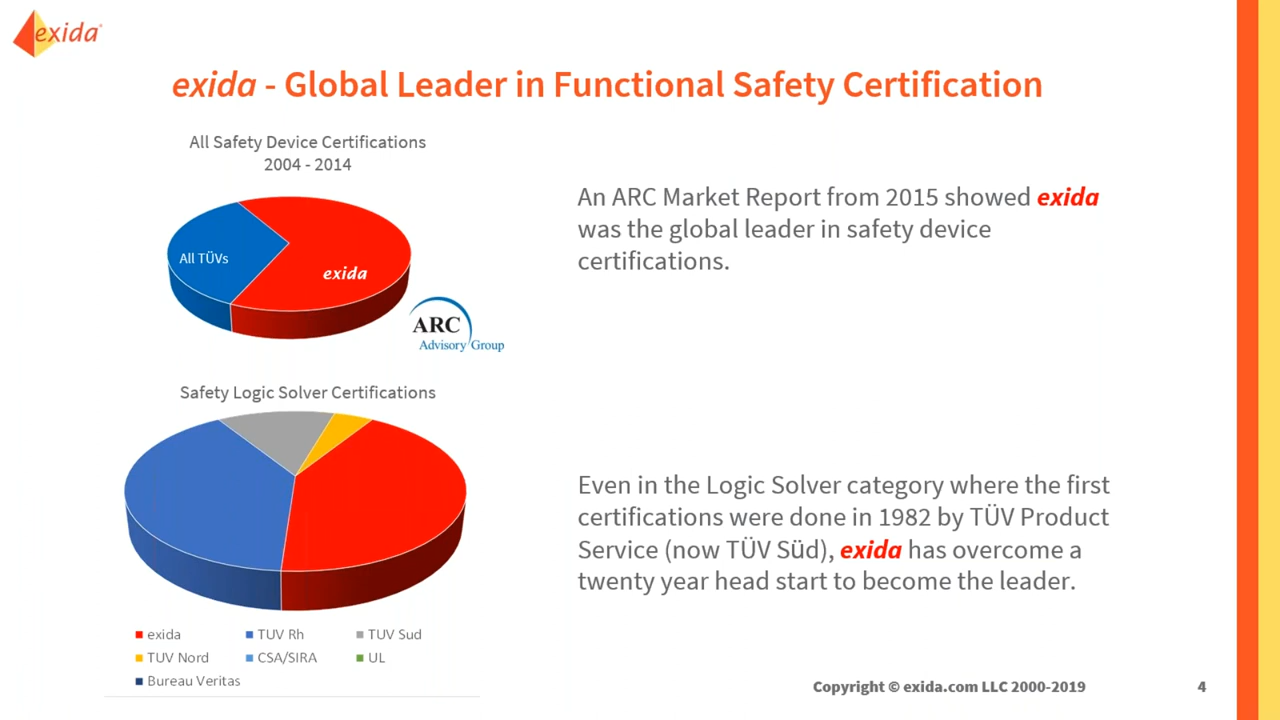 exida
exida - Global Leader in Functional Safety Certification
All Safety Device Certifications
2004 - 2014
All TÜVs
exida
ARC
Advisory Group
An ARC Market Report from 2015 showed exida
was the global leader in safety device
certifications.
Safety Logic Solver Certifications
exida
TUV Rh
TUV Sud
TUV Nord
CSA/SIRA
UL
Bureau Veritas
Even in the Logic Solver category where the first
certifications were done in 1982 by TÜV Product
Service (now TÜV Süd), exida has overcome a
twenty year head start to become the leader.
Copyright © exida.com LLC 2000-2019
4